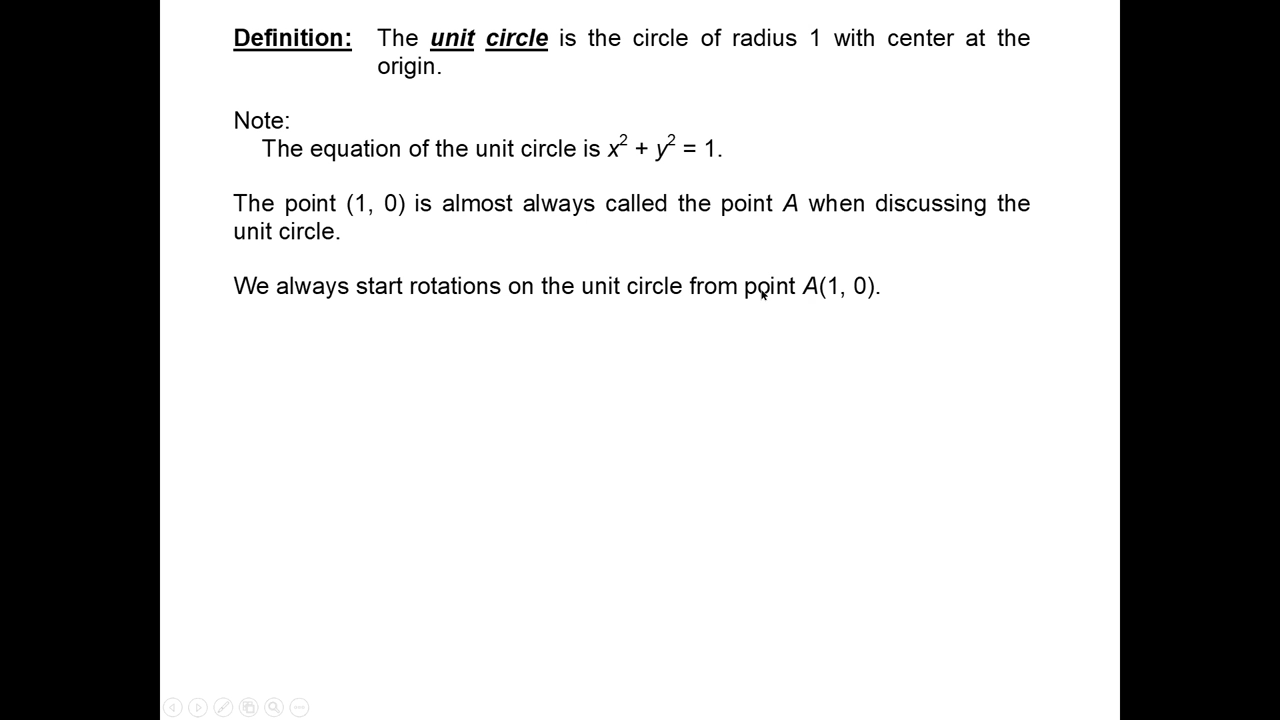 Definition: The unit circle is the circle of radius 1 with center at the
origin.
Note:
The equation of the unit circle is x² + y² = 1.
The point (1, 0) is almost always called the point A when discussing the
unit circle.
We always start rotations on the unit circle from point A(1, 0).